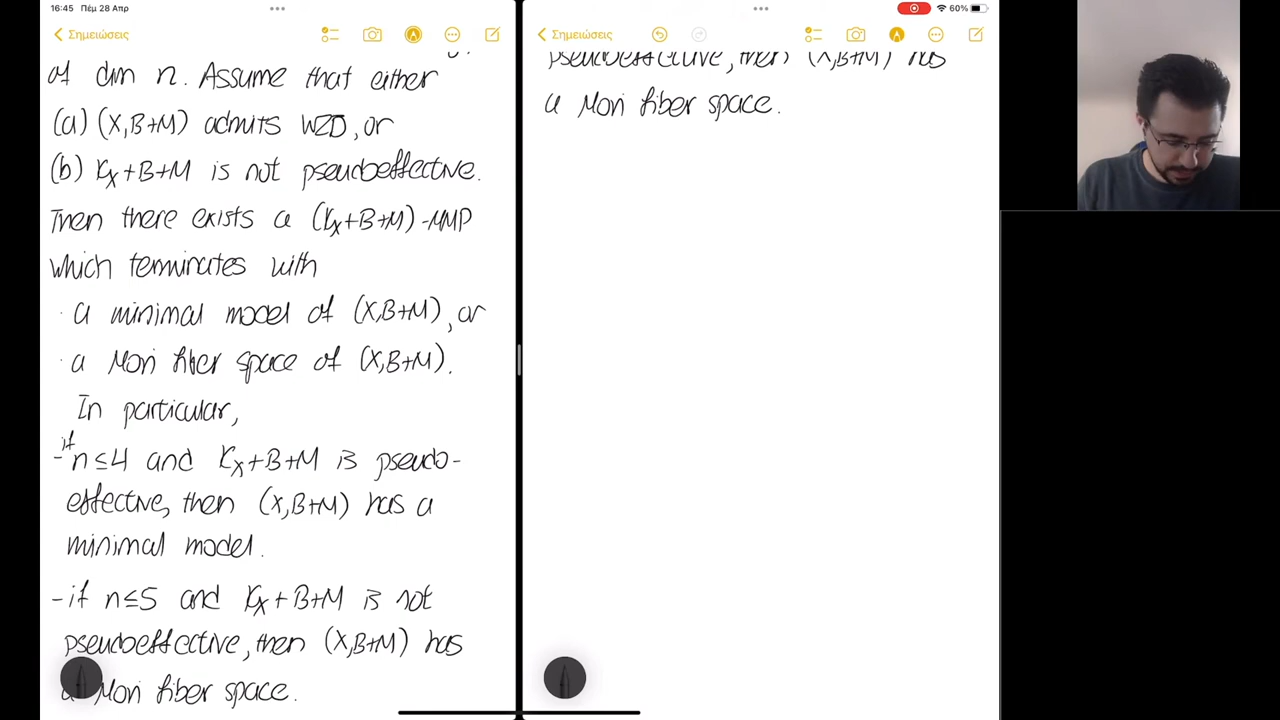 16:45 Πέμ 28 Απρ
60%
Σημειώσεις
Σημειώσεις
of dim n. Assume that either
(a) (X,B+M) admits WZD, or
(b) K_X+B+M is not pseudoeffective.
Then there exists a (K_X+B+M)-MMP
which terminates with
· a minimal model of (X,B+M), or
· a Mori fiber space of (X,B+M).
In particular,
- if n≤4 and K_X+B+M is pseudo-
effective, then (X,B+M) has a
minimal model.
- if n≤5 and K_X+B+M is not
pseudoeffective, then (X,B+M) has
a Mori fiber space.
pseudoeffective, then (X,B+M) has
a Mori fiber space.